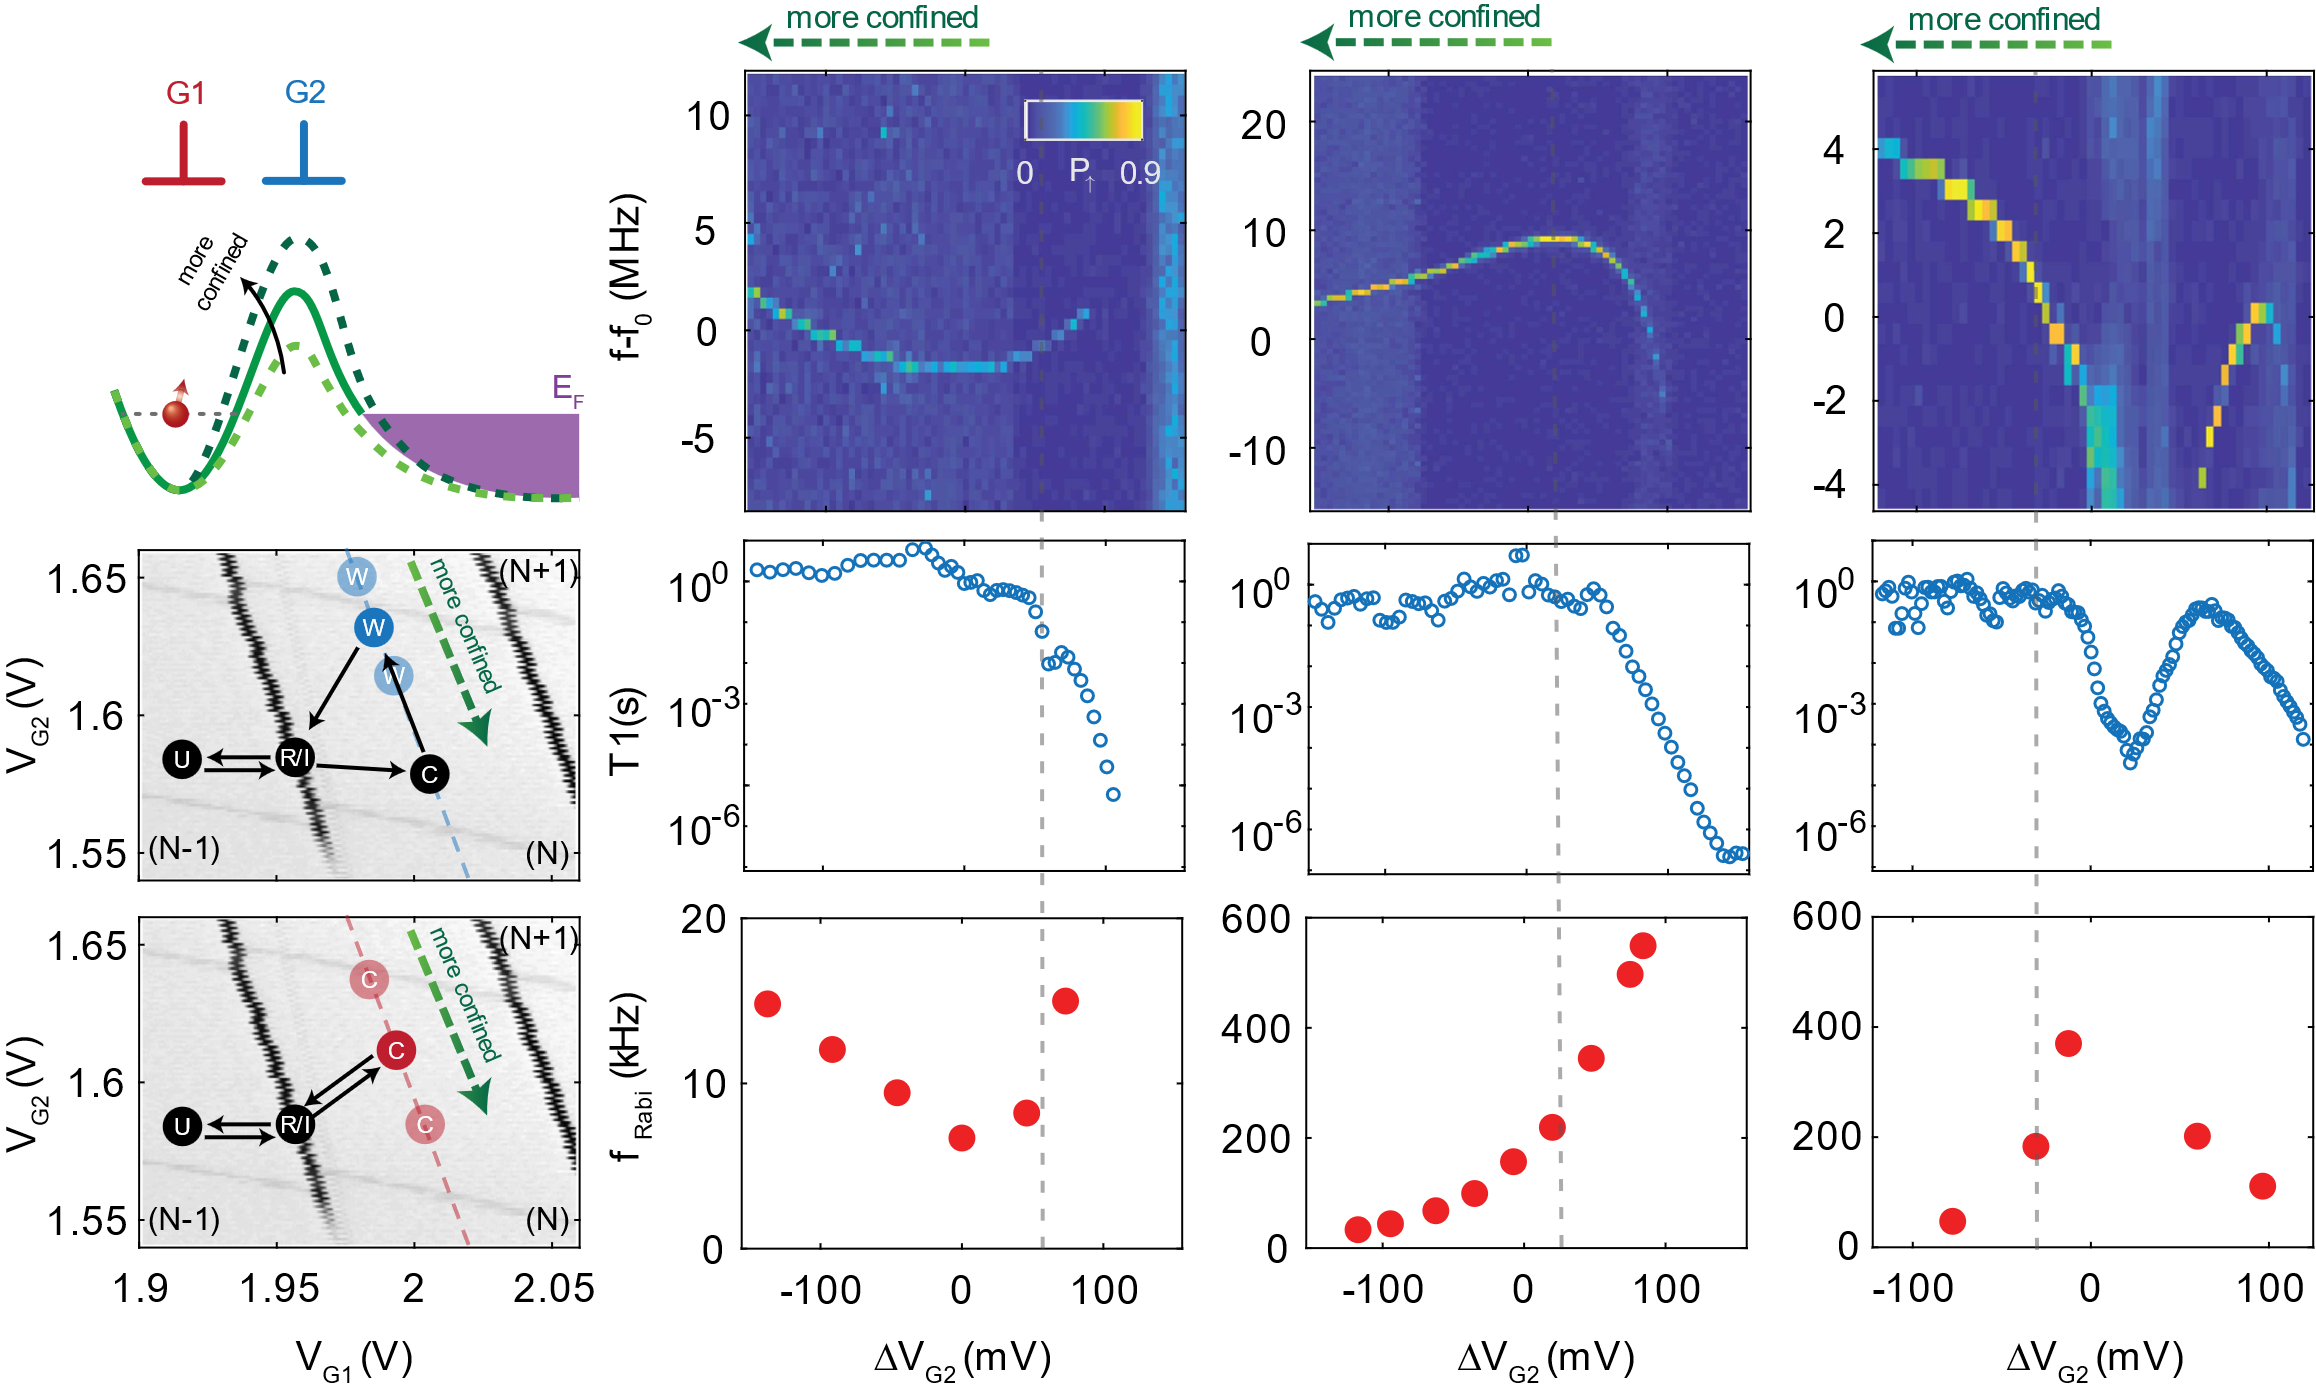 more confined
more confined
more confined
G1
G2
more
confined
E_F
f-f_0 (MHz)
10
5
0
-5
0
P_↑
0.9
20
10
0
-10
4
2
0
-2
-4
V_G2 (V)
1.65
1.6
1.55
W
W
W
U
R/I
C
more confined
(N+1)
(N-1)
(N)
T1(s)
10^0
10^-3
10^-6
10^0
10^-3
10^-6
10^0
10^-3
10^-6
V_G2 (V)
1.65
1.6
1.55
C
C
C
U
R/I
more confined
(N+1)
(N-1)
(N)
1.9
1.95
2
2.05
V_G1 (V)
f_Rabi (kHz)
20
10
0
-100
0
100
ΔV_G2 (mV)
600
400
200
0
-100
0
100
ΔV_G2 (mV)
600
400
200
0
-100
0
100
ΔV_G2 (mV)